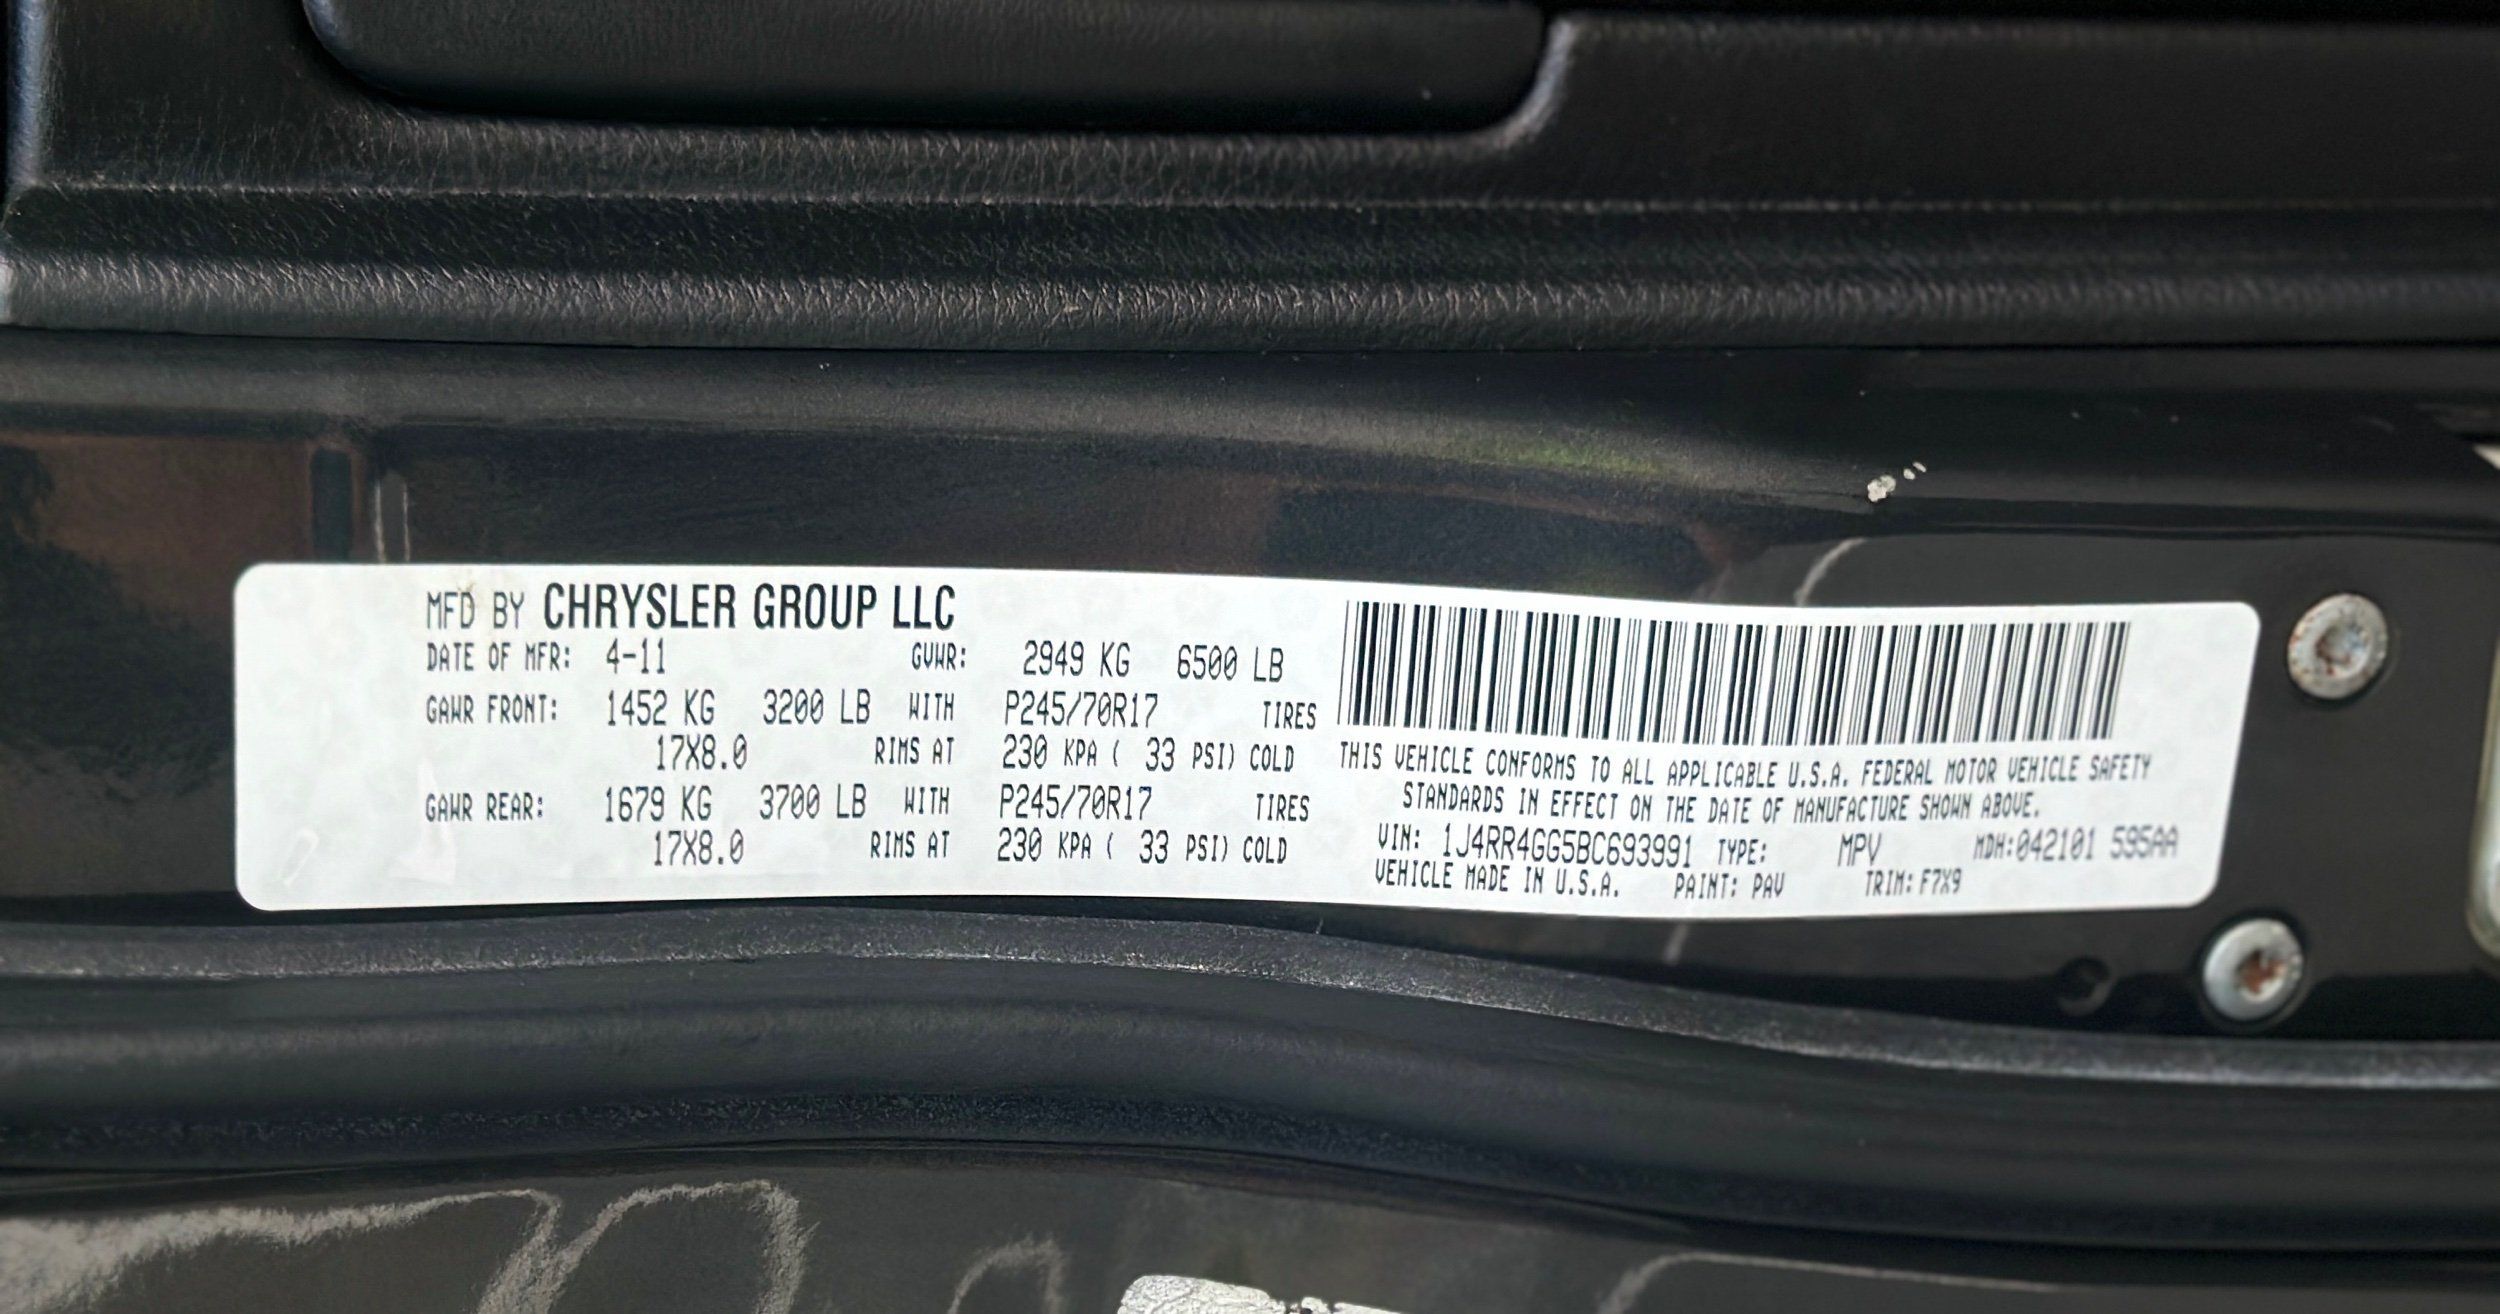 MFD BY CHRYSLER GROUP LLC
DATE OF MFR: 4-11 GVWR: 2949 KG 6500 LB
GAWR FRONT: 1452 KG 3200 LB WITH P245/70R17 TIRES
17X8.0 RIMS AT 230 KPA ( 33 PSI) COLD
GAWR REAR: 1679 KG 3700 LB WITH P245/70R17 TIRES
17X8.0 RIMS AT 230 KPA ( 33 PSI) COLD
THIS VEHICLE CONFORMS TO ALL APPLICABLE U.S.A. FEDERAL MOTOR VEHICLE SAFETY
STANDARDS IN EFFECT ON THE DATE OF MANUFACTURE SHOWN ABOVE.
VIN: 1J4RR4GG5BC693991 TYPE: MPV MDH:042101 595AA
VEHICLE MADE IN U.S.A. PAINT: PAV TRIM: F7X9